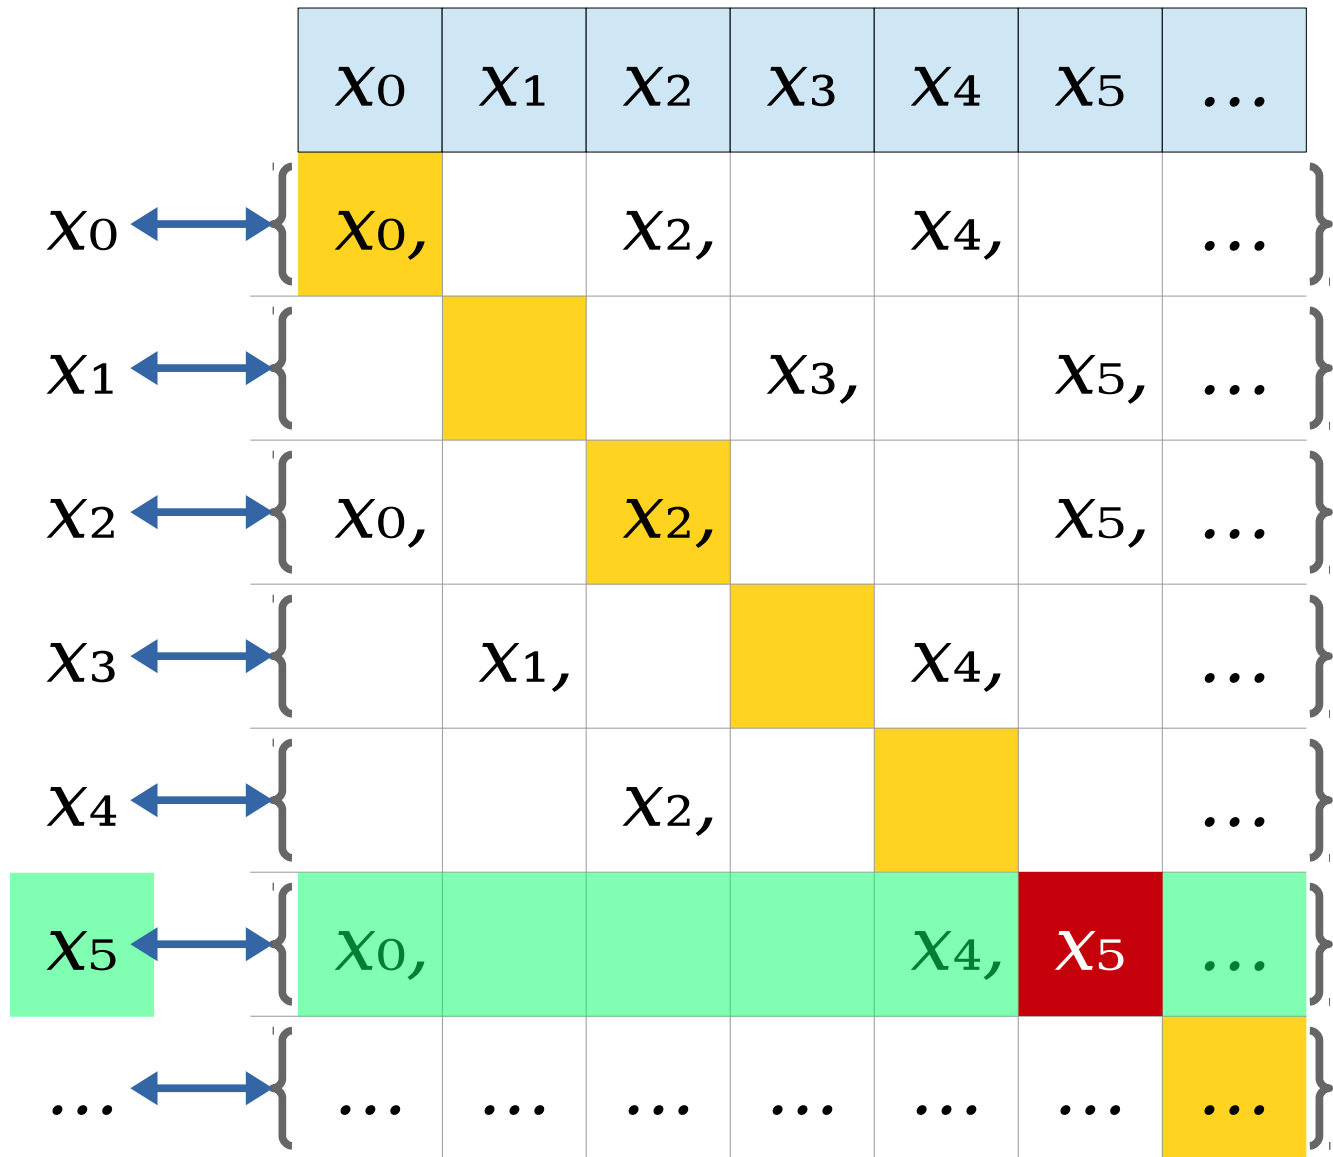 x₀ x₁ x₂ x₃ x₄ x₅ ...
x₀ { x₀, x₂, x₄, ... }
x₁ { x₃, x₅, ... }
x₂ { x₀, x₂, x₅, ... }
x₃ { x₁, x₄, ... }
x₄ { x₂, ... }
x₅ { x₀, x₄, x₅ ... }
... { ... ... ... ... ... ... ... }